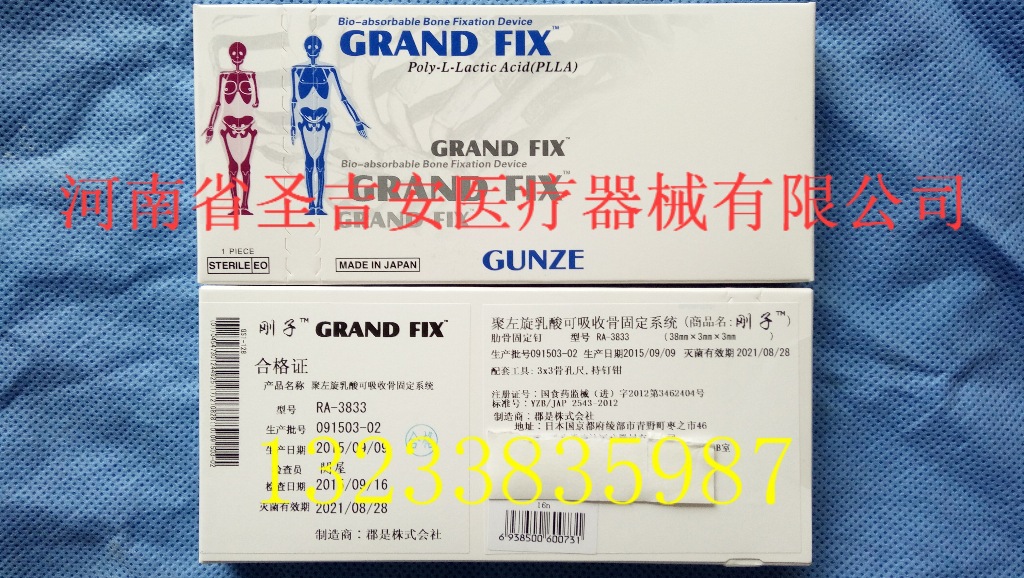 Bio-absorbable Bone Fixation Device
GRAND FIX™
Poly-L-Lactic Acid(PLLA)
GRAND FIX™
Bio-absorbable Bone Fixation Device
GRAND FIX™
GRAND FIX™
河南省圣吉安医疗器械有限公司
1 PIECE
STERILE EO
MADE IN JAPAN
GUNZE
刚子™ GRAND FIX™
合格证
产品名称 聚左旋乳酸可吸收骨固定系统
型号 RA-3833
生产批号 091503-02
生产日期 2015/09/09
检查员
检查日期 2015/09/16
灭菌有效期 2021/08/28
制造商：郡是株式会社
聚左旋乳酸可吸收骨固定系统（商品名:刚子™）
肋骨固定钉 型号 RA-3833 (38mm×3mm×3mm )
生产批号091503-02 生产日期2015/09/09 灭菌有效期 2021/08/28
配套工具: 3x3骨孔尺, 持钉钳
注册证号：国食药监械（进）字2012第3462404号
标准号：YZB/JAP 2543-2012
制造商：郡是株式会社
地址：日本国京都府绫部市青野町枣之市46
B室
13233835987
16n
6 938500 600731